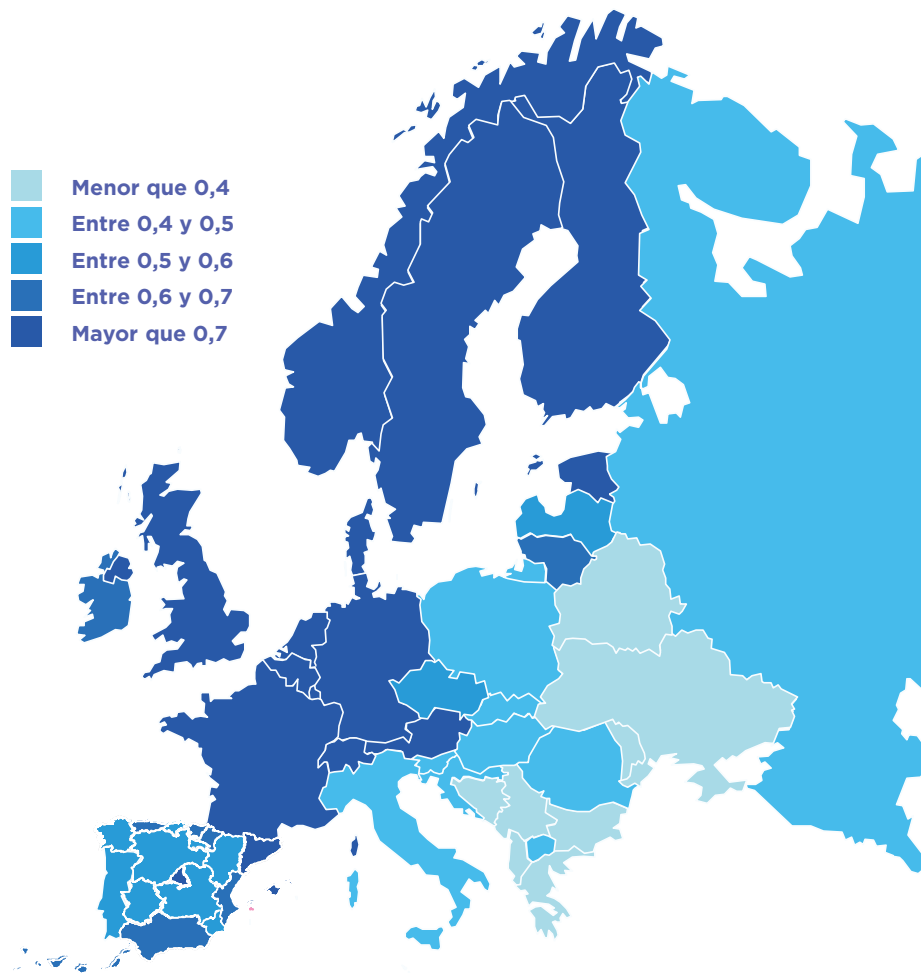 Menor que 0,4
Entre 0,4 y 0,5
Entre 0,5 y 0,6
Entre 0,6 y 0,7
Mayor que 0,7